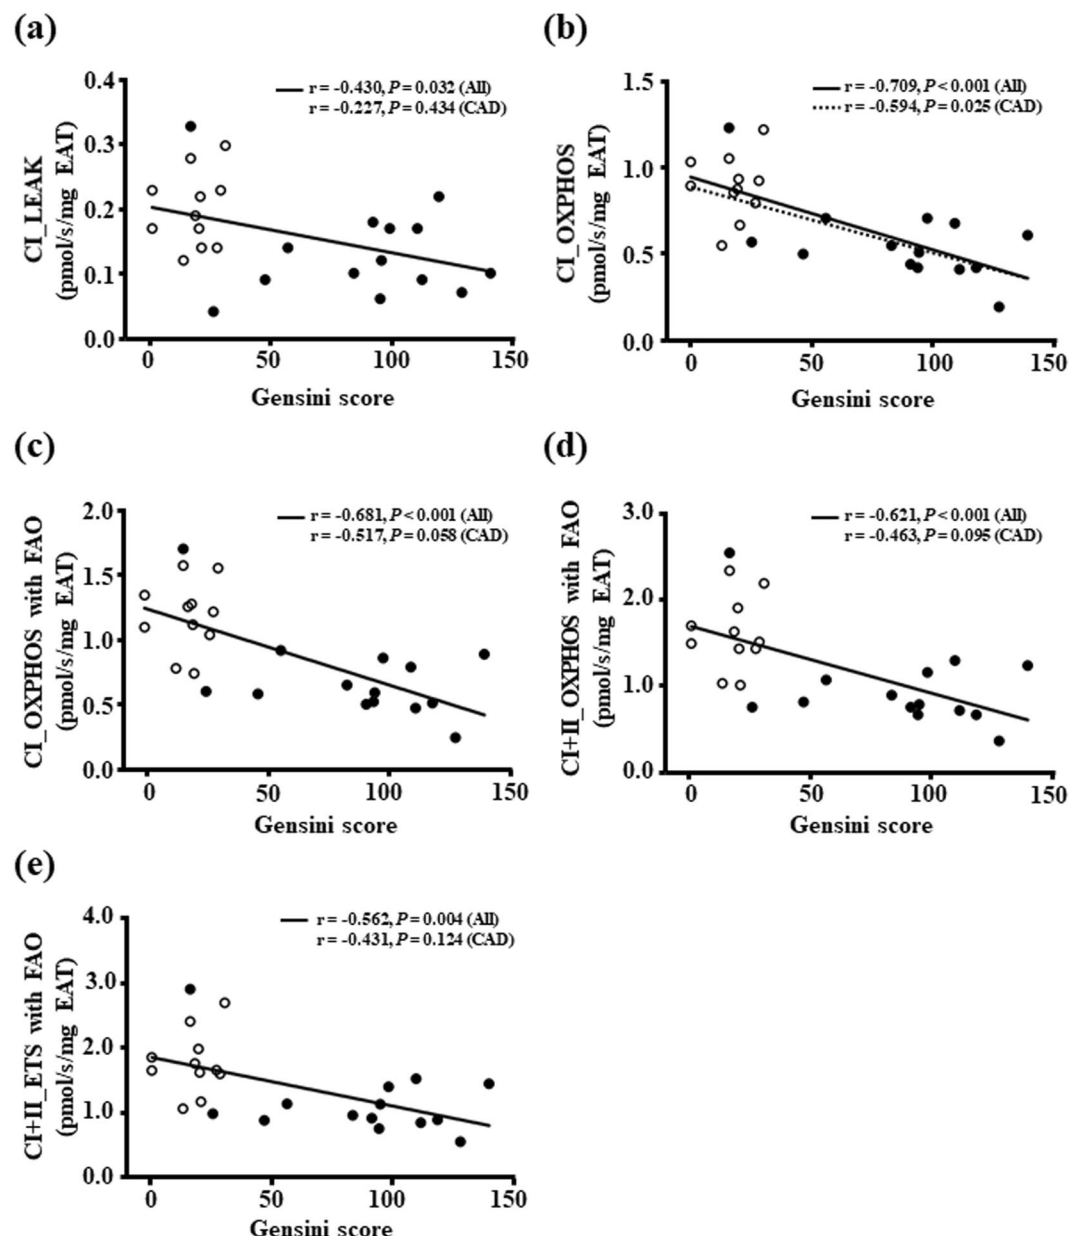 (a)
0.4
0.3
0.2
0.1
0.0
CI_LEAK
(pmol/s/mg EAT)
r = -0.430, P = 0.032 (All)
r = -0.227, P = 0.434 (CAD)
0 50 100 150
Gensini score
(b)
1.5
1.0
0.5
0.0
CI_OXPHOS
(pmol/s/mg EAT)
r = -0.709, P < 0.001 (All)
r = -0.594, P = 0.025 (CAD)
0 50 100 150
Gensini score
(c)
2.0
1.5
1.0
0.5
0.0
CI_OXPHOS with FAO
(pmol/s/mg EAT)
r = -0.681, P < 0.001 (All)
r = -0.517, P = 0.058 (CAD)
0 50 100 150
Gensini score
(d)
3.0
2.0
1.0
0.0
CI+II_OXPHOS with FAO
(pmol/s/mg EAT)
r = -0.621, P < 0.001 (All)
r = -0.463, P = 0.095 (CAD)
0 50 100 150
Gensini score
(e)
4.0
3.0
2.0
1.0
0.0
CI+II_ETS with FAO
(pmol/s/mg EAT)
r = -0.562, P = 0.004 (All)
r = -0.431, P = 0.124 (CAD)
0 50 100 150
Gensini score